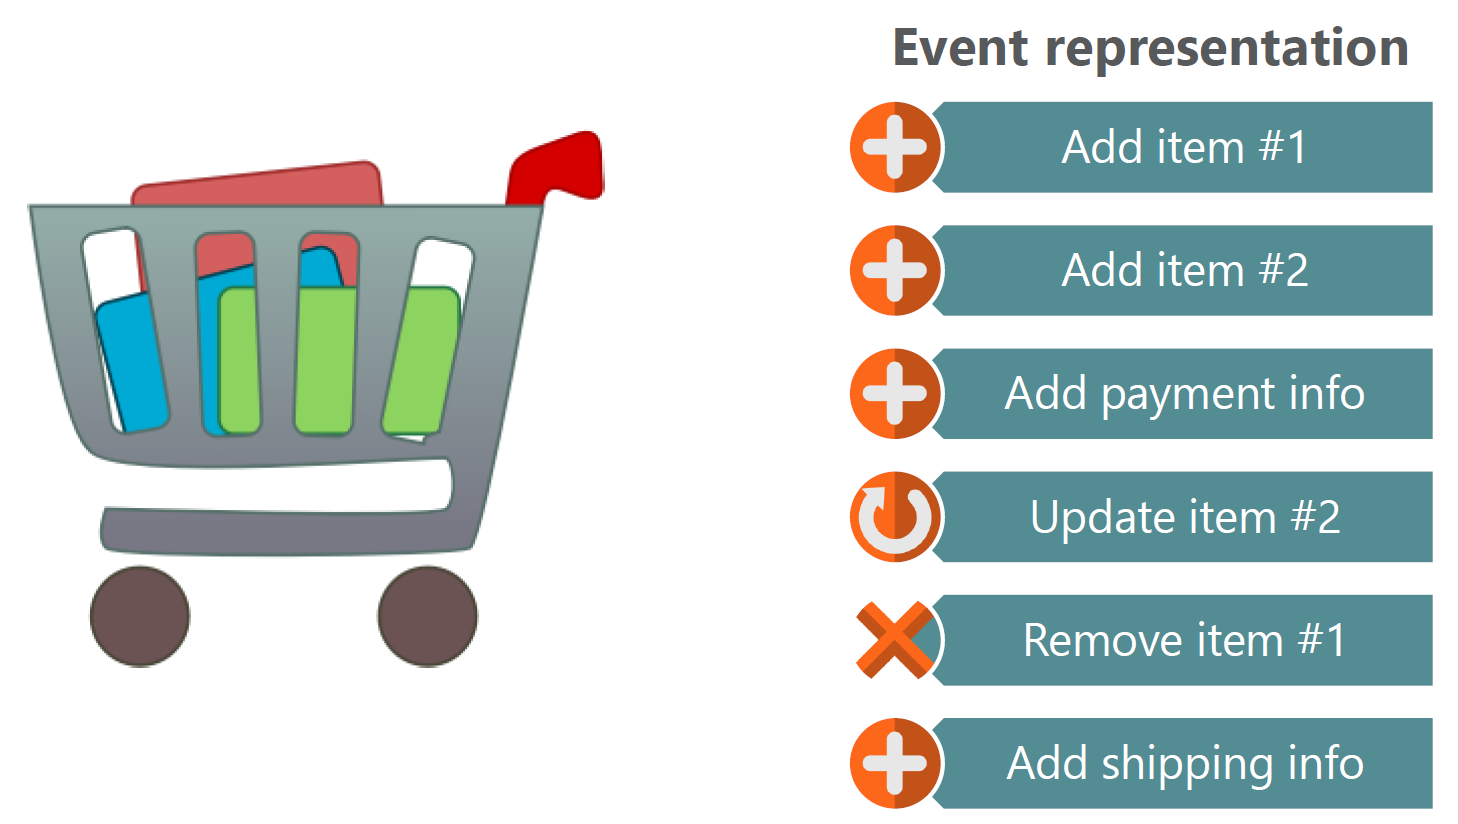 Event representation
Add item #1
Add item #2
Add payment info
Update item #2
Remove item #1
Add shipping info